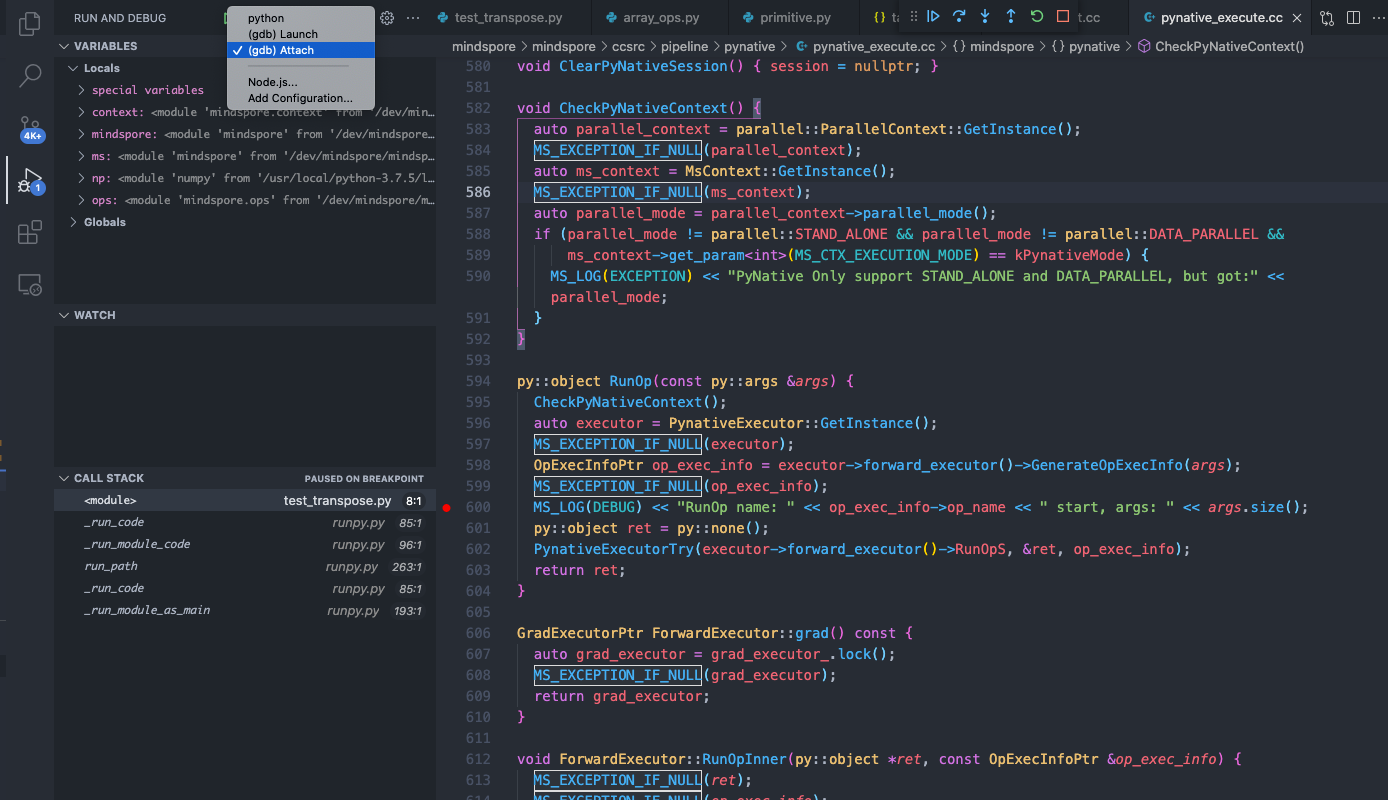 RUN AND DEBUG
python
(gdb) Launch
✓ (gdb) Attach
Node.js...
Add Configuration...
test_transpose.py
array_ops.py
primitive.py
{} ta
t.cc
pynative_execute.cc
mindspore > mindspore > ccsrc > pipeline > pynative > pynative_execute.cc > {} mindspore > {} pynative > CheckPyNativeContext()
4K+
1
VARIABLES
Locals
special variables
context: <module 'mindspore.context' from '/dev/min…
mindspore: <module 'mindspore' from '/dev/mindspore…
ms: <module 'mindspore' from '/dev/mindspore/mindsp…
np: <module 'numpy' from '/usr/local/python-3.7.5/l…
ops: <module 'mindspore.ops' from '/dev/mindspore/m…
Globals
WATCH
CALL STACK
PAUSED ON BREAKPOINT
<module> test_transpose.py 8:1
_run_code runpy.py 85:1
_run_module_code runpy.py 96:1
run_path runpy.py 263:1
_run_code runpy.py 85:1
_run_module_as_main runpy.py 193:1
580 void ClearPyNativeSession() { session = nullptr; }
581
582 void CheckPyNativeContext() {
583 auto parallel_context = parallel::ParallelContext::GetInstance();
584 MS_EXCEPTION_IF_NULL(parallel_context);
585 auto ms_context = MsContext::GetInstance();
586 MS_EXCEPTION_IF_NULL(ms_context);
587 auto parallel_mode = parallel_context->parallel_mode();
588 if (parallel_mode != parallel::STAND_ALONE && parallel_mode != parallel::DATA_PARALLEL &&
589 ms_context->get_param<int>(MS_CTX_EXECUTION_MODE) == kPynativeMode) {
590 MS_LOG(EXCEPTION) << "PyNative Only support STAND_ALONE and DATA_PARALLEL, but got:" <<
parallel_mode;
591 }
592 }
593
594 py::object RunOp(const py::args &args) {
595 CheckPyNativeContext();
596 auto executor = PynativeExecutor::GetInstance();
597 MS_EXCEPTION_IF_NULL(executor);
598 OpExecInfoPtr op_exec_info = executor->forward_executor()->GenerateOpExecInfo(args);
599 MS_EXCEPTION_IF_NULL(op_exec_info);
600 MS_LOG(DEBUG) << "RunOp name: " << op_exec_info->op_name << " start, args: " << args.size();
601 py::object ret = py::none();
602 PynativeExecutorTry(executor->forward_executor()->RunOpS, &ret, op_exec_info);
603 return ret;
604 }
605
606 GradExecutorPtr ForwardExecutor::grad() const {
607 auto grad_executor = grad_executor_.lock();
608 MS_EXCEPTION_IF_NULL(grad_executor);
609 return grad_executor;
610 }
611
612 void ForwardExecutor::RunOpInner(py::object *ret, const OpExecInfoPtr &op_exec_info) {
613 MS_EXCEPTION_IF_NULL(ret);
614 MS_EXCEPTION_IF_NULL(op_exec_info);